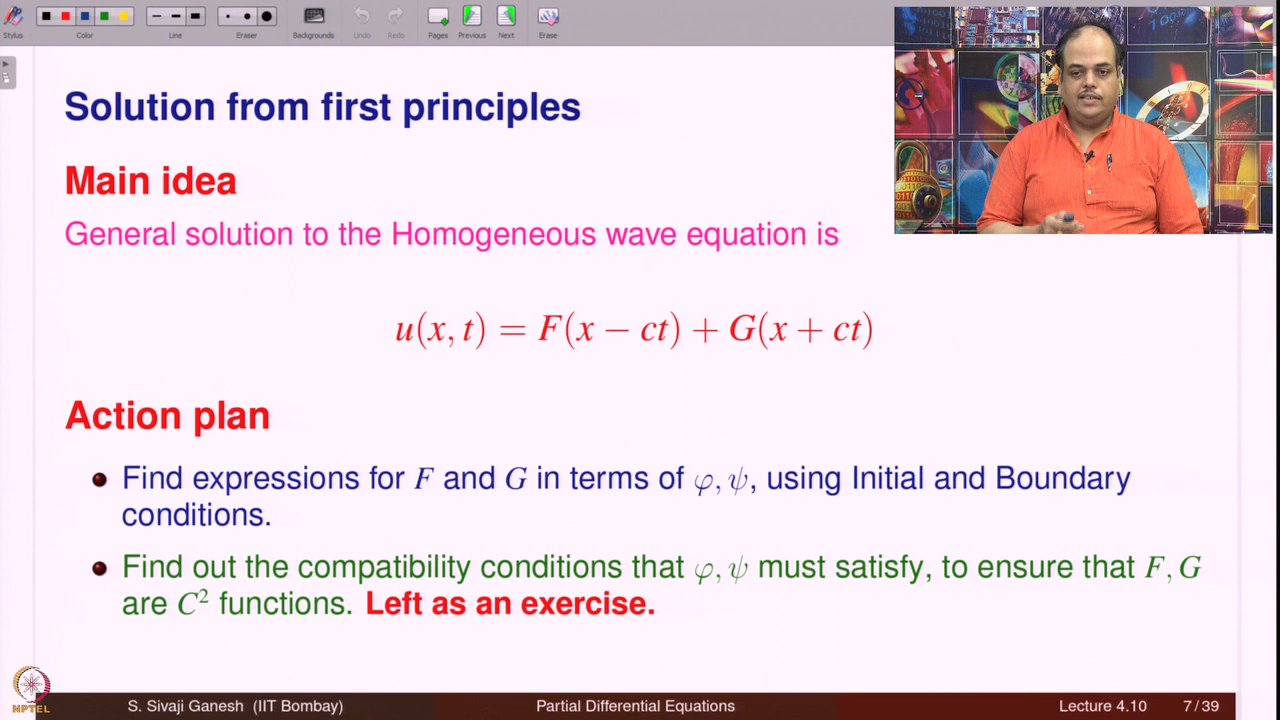 Stylus
Color
Line
Eraser
Backgrounds
Undo
Redo
Pages
Previous
Next
Erase
Solution from first principles
Main idea
General solution to the Homogeneous wave equation is
u(x, t) = F(x − ct) + G(x + ct)
Action plan
Find expressions for F and G in terms of φ, ψ, using Initial and Boundary
conditions.
Find out the compatibility conditions that φ, ψ must satisfy, to ensure that F, G
are C² functions. Left as an exercise.
NPTEL
S. Sivaji Ganesh (IIT Bombay)
Partial Differential Equations
Lecture 4.10
7 / 39